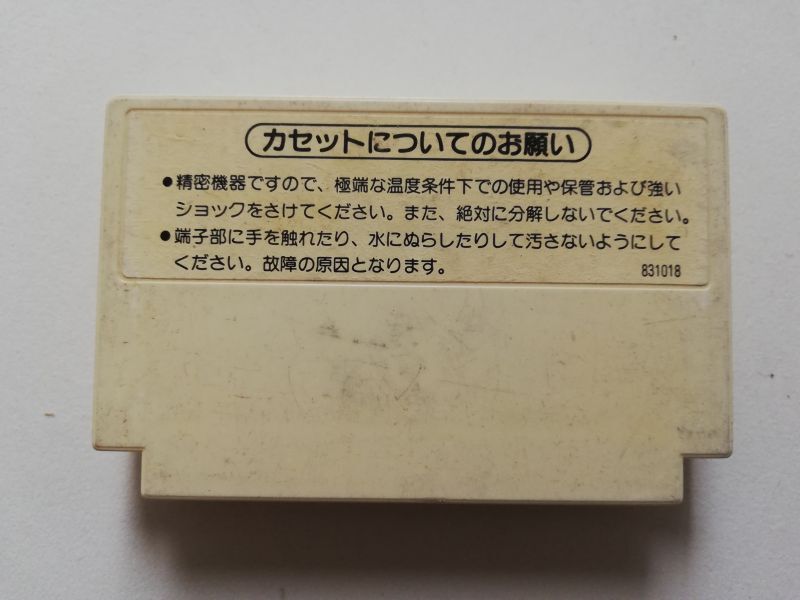 カセットについてのお願い
●精密機器ですので、極端な温度条件下での使用や保管および強い
ショックをさけてください。また、絶対に分解しないでください。
●端子部に手を触れたり、水にぬらしたりして汚さないようにして
ください。故障の原因となります。
831018